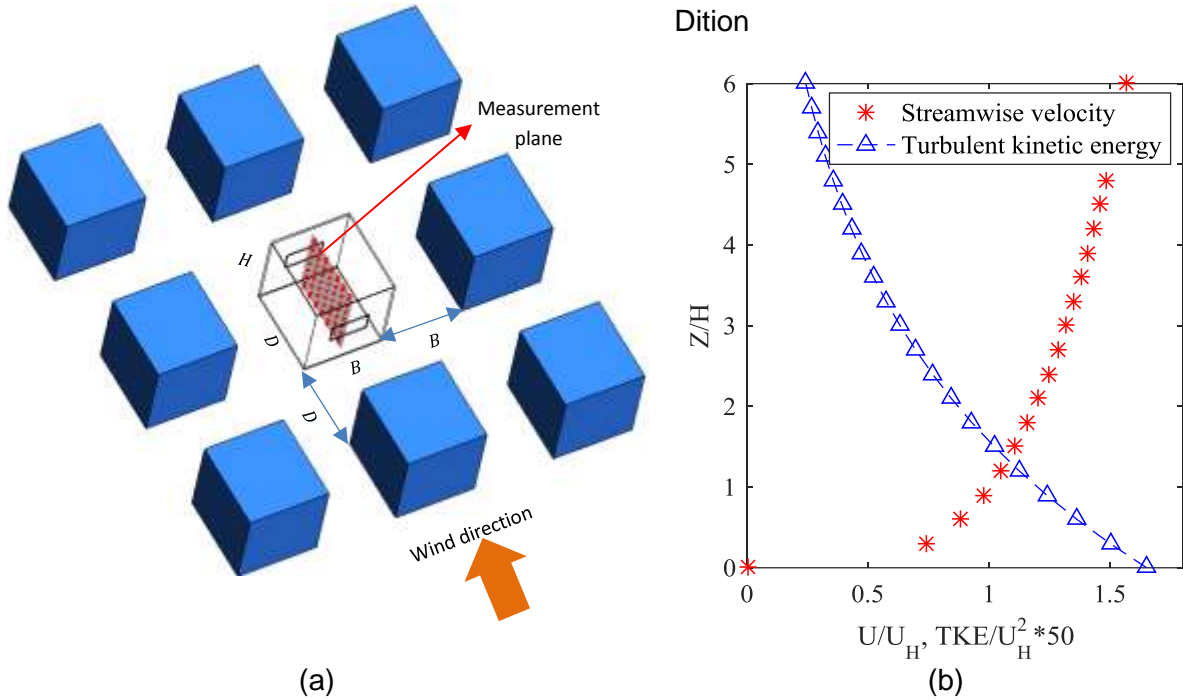 Dition
Measurement
plane
H
D
B
B
D
Wind direction
(a)
6
5
4
3
2
1
0
Z/H
Streamwise velocity
Turbulent kinetic energy
0 0.5 1 1.5
U/U_H, TKE/U_H^2*50
(b)